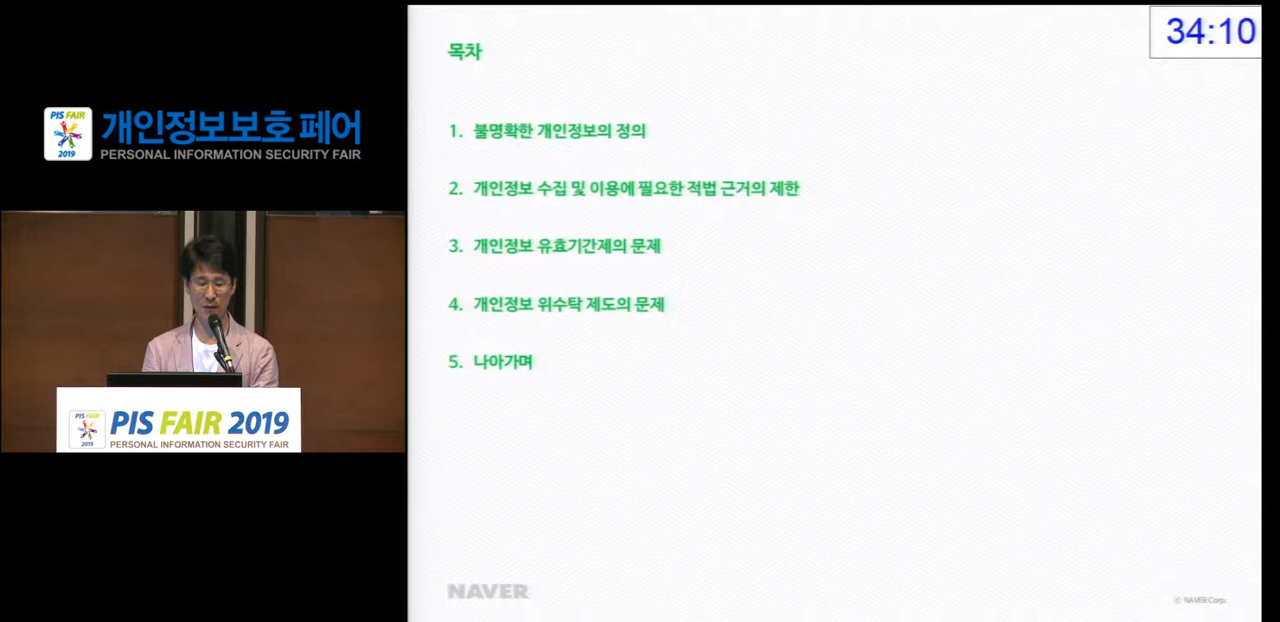 PIS FAIR
2019
개인정보보호 페어
PERSONAL INFORMATION SECURITY FAIR
PIS FAIR
2019
PIS FAIR 2019
PERSONAL INFORMATION SECURITY FAIR
34:10
목차
1. 불명확한 개인정보의 정의
2. 개인정보 수집 및 이용에 필요한 적법 근거의 제한
3. 개인정보 유효기간제의 문제
4. 개인정보 위수탁 제도의 문제
5. 나아가며
NAVER
© NAVER Corp.